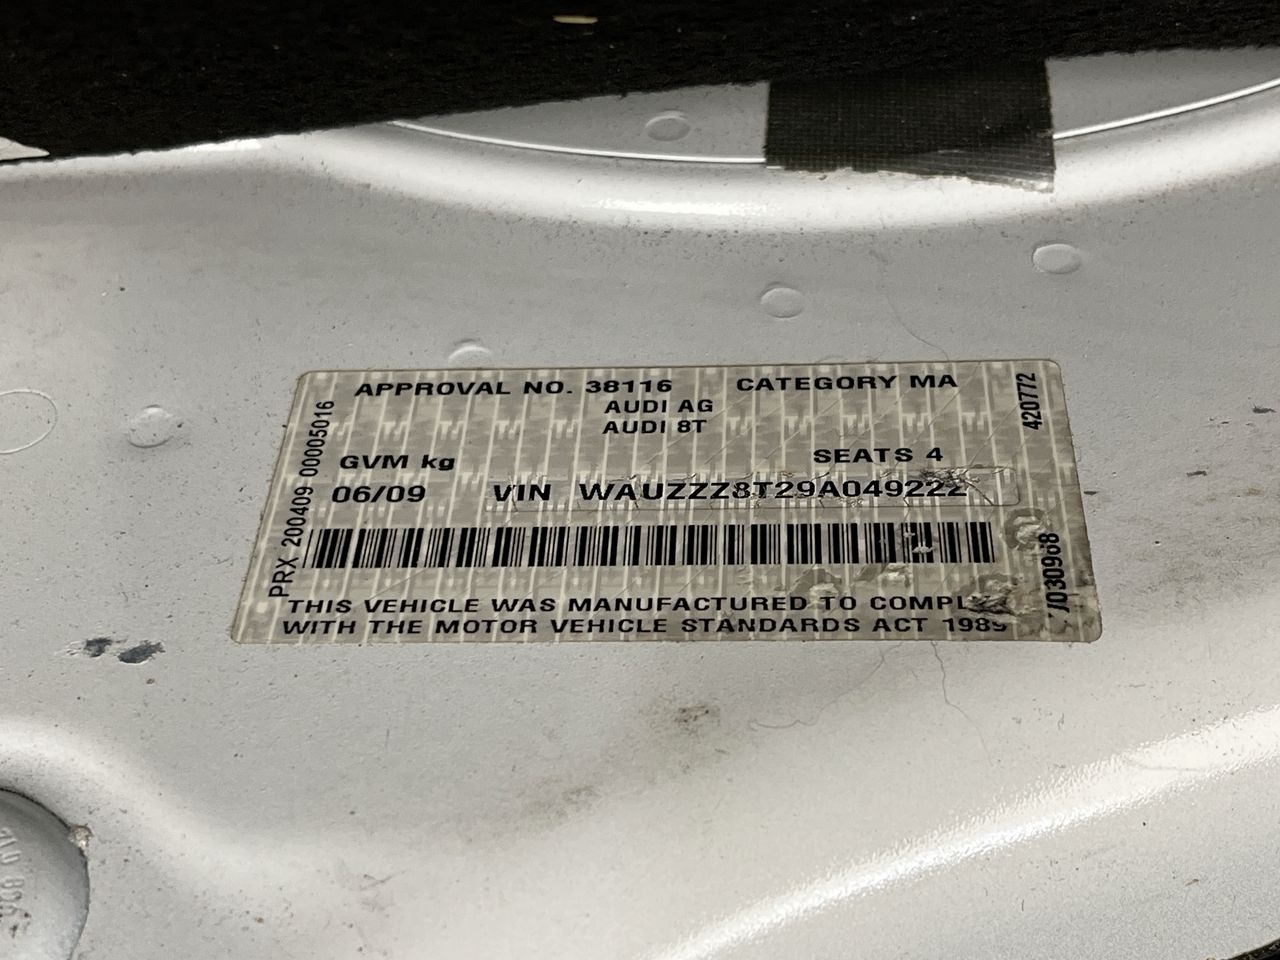 APPROVAL NO. 38116 CATEGORY MA
AUDI AG
AUDI 8T
GVM kg SEATS 4
06/09 VIN WAUZZZ8T29A049222
THIS VEHICLE WAS MANUFACTURED TO COMPLY
WITH THE MOTOR VEHICLE STANDARDS ACT 1989
PRX 200409 00005016
420772